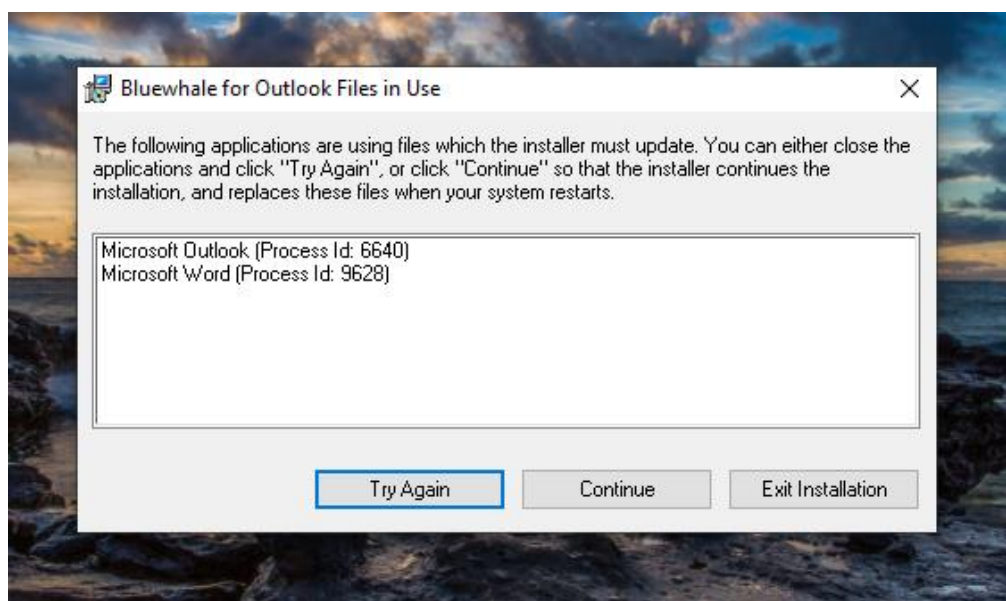 Bluewhale for Outlook Files in Use
The following applications are using files which the installer must update. You can either close the
applications and click "Try Again", or click "Continue" so that the installer continues the
installation, and replaces these files when your system restarts.
Microsoft Outlook (Process Id: 6640)
Microsoft Word (Process Id: 9628)
Try Again Continue Exit Installation